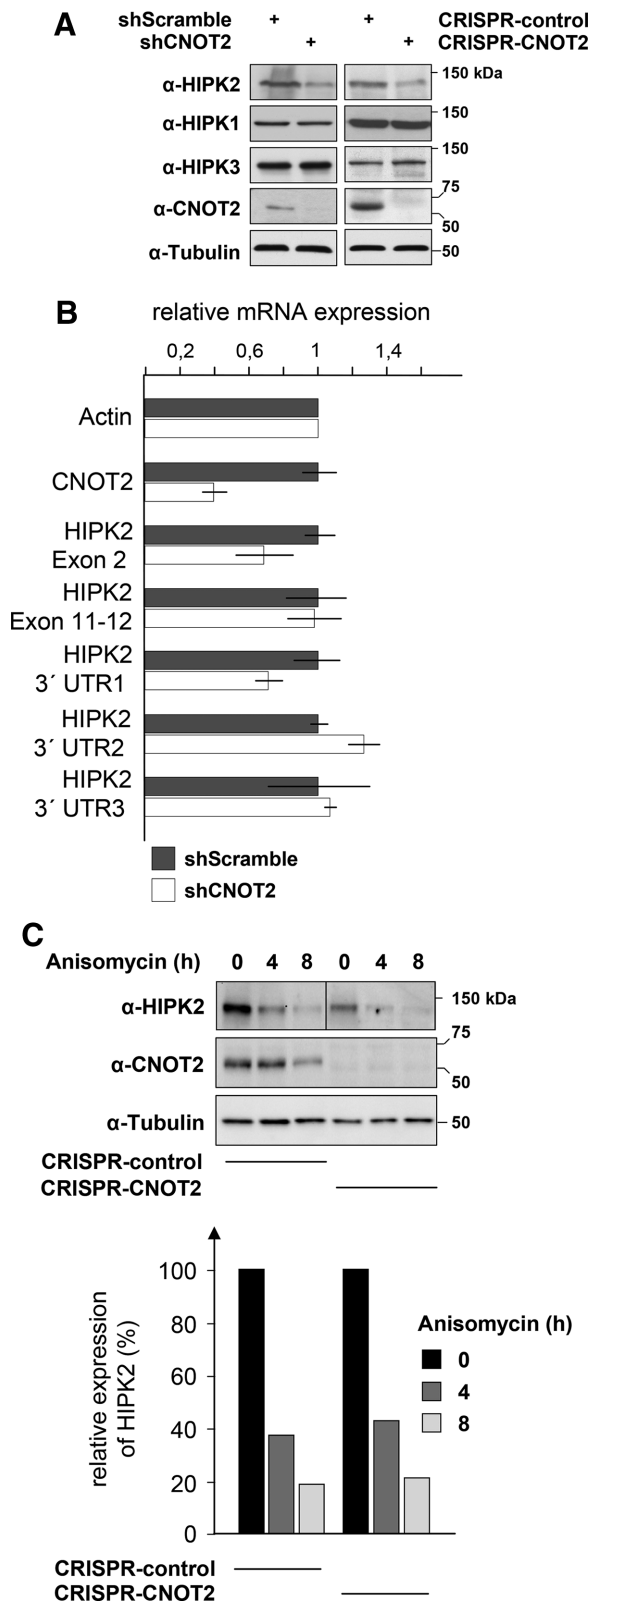 A
shScramble + + CRISPR-control
shCNOT2 + + CRISPR-CNOT2
α-HIPK2 150 kDa
α-HIPK1 150
α-HIPK3 150
α-CNOT2 75
50
α-Tubulin 50
B
relative mRNA expression
0,2 0,6 1 1,4
Actin
CNOT2
HIPK2
Exon 2
HIPK2
Exon 11-12
HIPK2
3´ UTR1
HIPK2
3´ UTR2
HIPK2
3´ UTR3
shScramble
shCNOT2
C
Anisomycin (h) 0 4 8 0 4 8
α-HIPK2 150 kDa
α-CNOT2 75
50
α-Tubulin 50
CRISPR-control
CRISPR-CNOT2
relative expression
of HIPK2 (%)
100
80
60
40
20
0
Anisomycin (h)
0
4
8
CRISPR-control
CRISPR-CNOT2